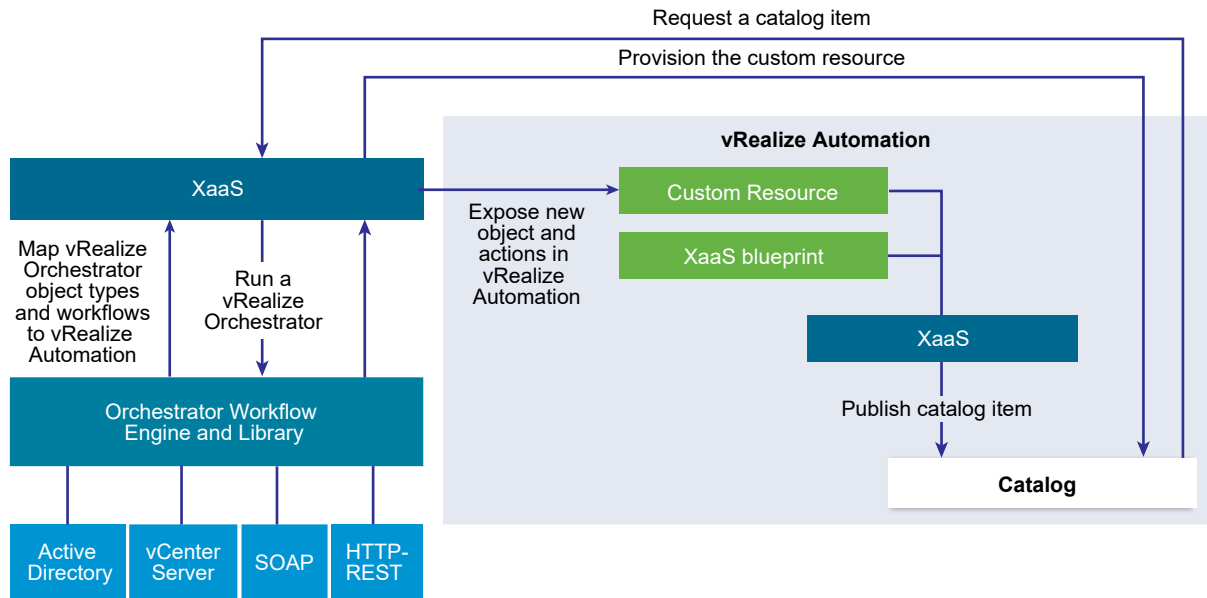 Request a catalog item
Provision the custom resource
vRealize Automation
XaaS
Custom Resource
Expose new
object and
actions in
vRealize
Automation
XaaS blueprint
Map vRealize
Orchestrator
object types
and workflows
to vRealize
Automation
Run a
vRealize
Orchestrator
XaaS
Orchestrator Workflow
Engine and Library
Publish catalog item
Catalog
Active
Directory
vCenter
Server
SOAP
HTTP-
REST